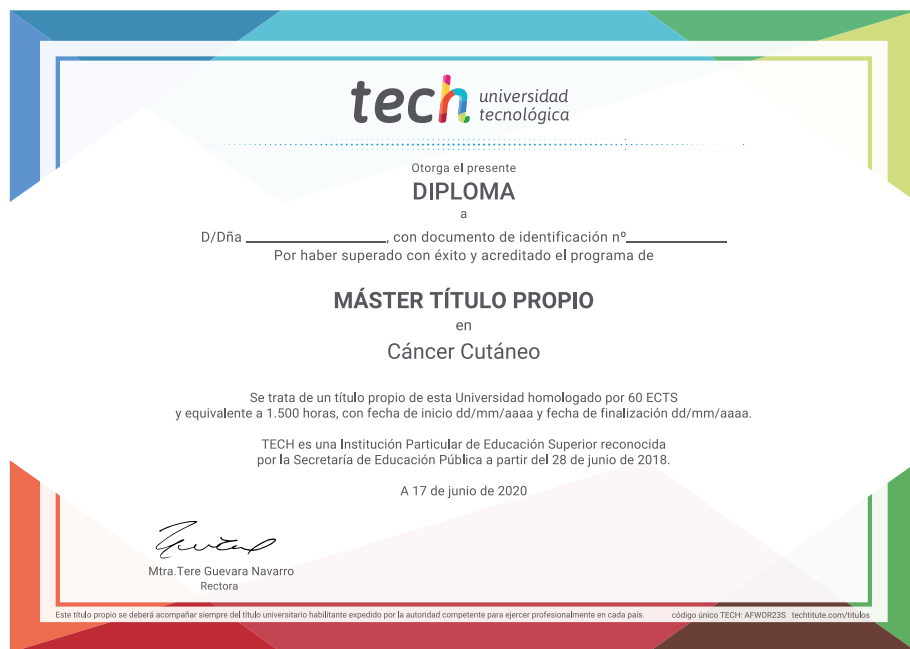 tech universidad
tecnológica
Otorga el presente
DIPLOMA
a
D/Dña ____________, con documento de identificación nº____________
Por haber superado con éxito y acreditado el programa de
MÁSTER TÍTULO PROPIO
en
Cáncer Cutáneo
Se trata de un título propio de esta Universidad homologado por 60 ECTS
y equivalente a 1.500 horas, con fecha de inicio dd/mm/aaaa y fecha de finalización dd/mm/aaaa.
TECH es una Institución Particular de Educación Superior reconocida
por la Secretaría de Educación Pública a partir del 28 de junio de 2018.
A 17 de junio de 2020
Mtra.Tere Guevara Navarro
Rectora
Este título propio se deberá acompañar siempre del título universitario habilitante expedido por la autoridad competente para ejercer profesionalmente en cada país. código único TECH: AFWOR23S techtitute.com/titulos